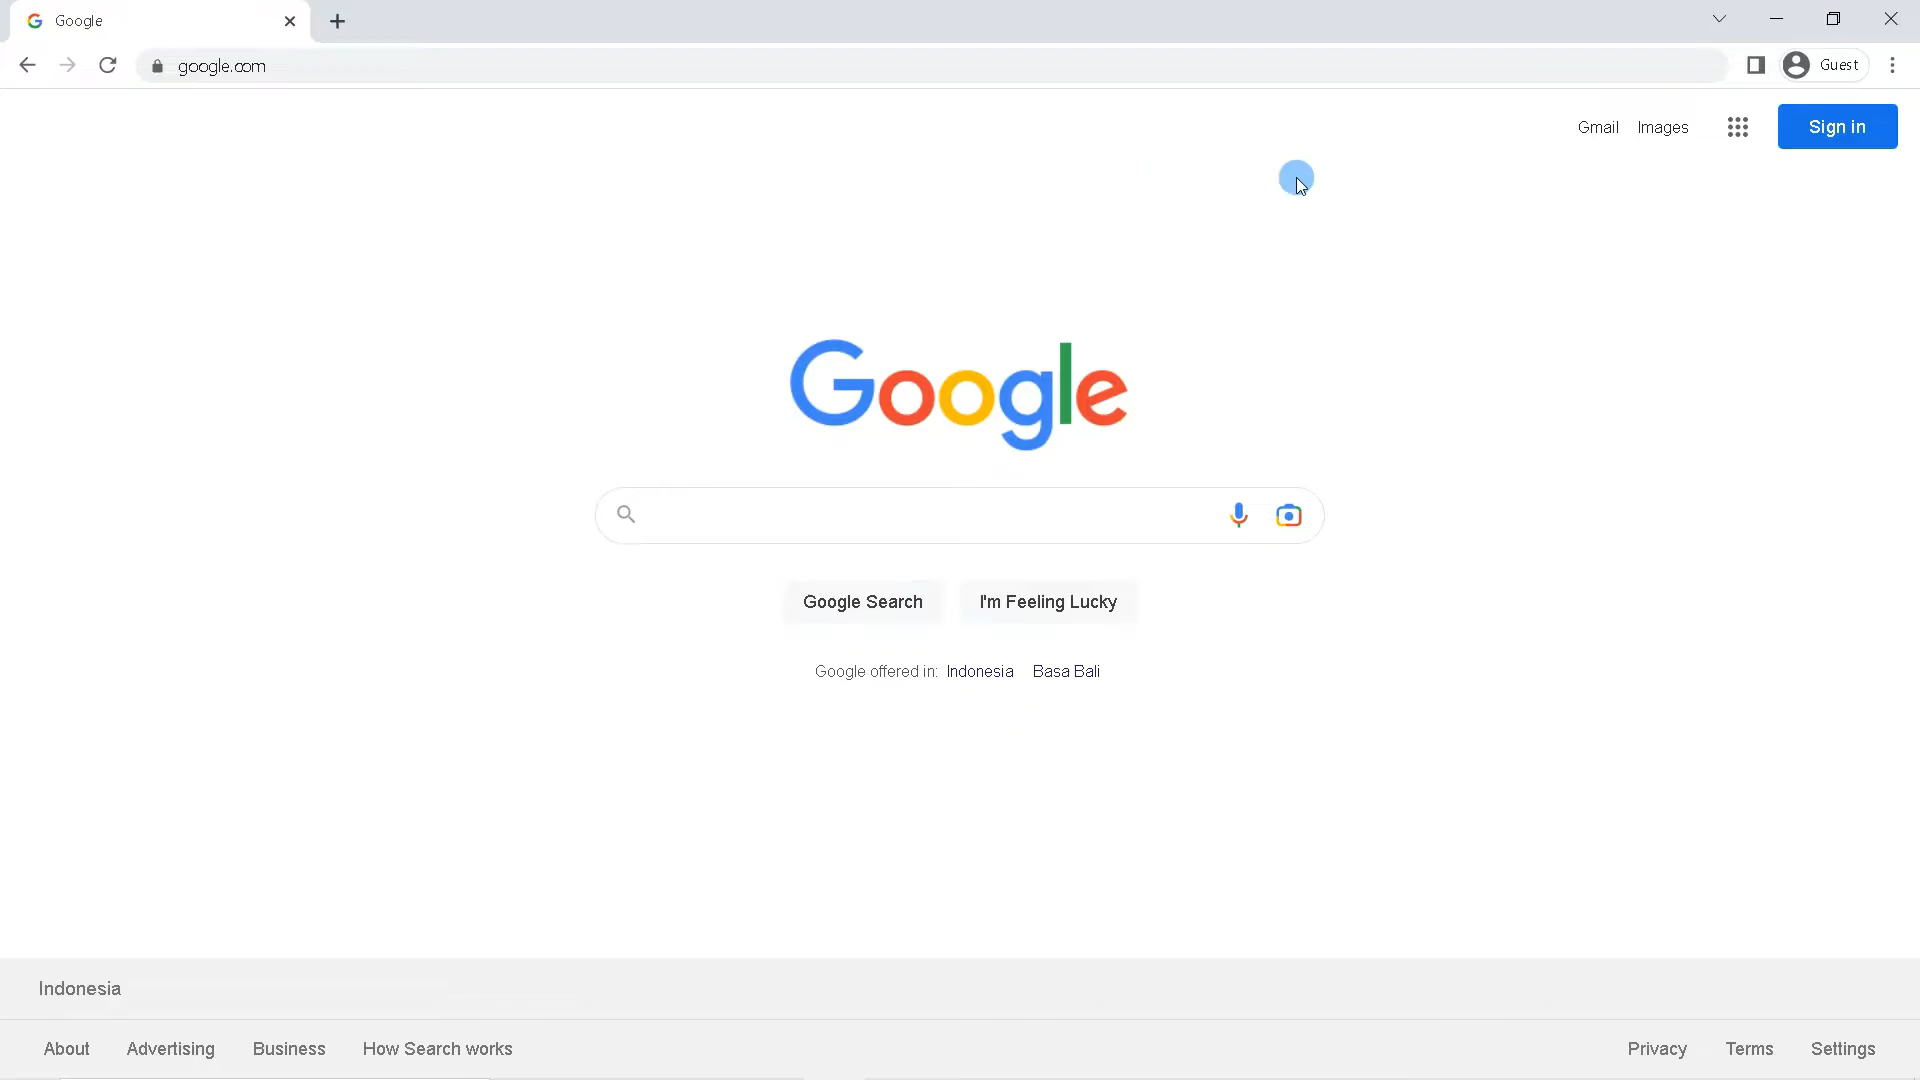 Google
google.com
Guest
Gmail Images
Sign in
Google
Google Search I'm Feeling Lucky
Google offered in: Indonesia Basa Bali
Indonesia
About Advertising Business How Search works Privacy Terms Settings